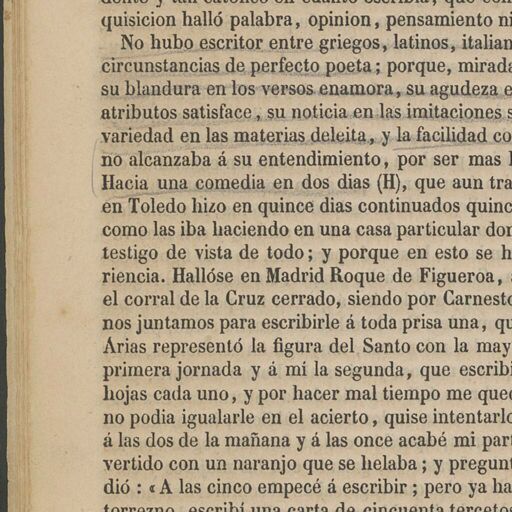 quisicion halló palabra, opinion, pensamiento ni
No hubo escritor entre griegos, latinos, italian
circunstancias de perfecto poeta; porque, mirada
su blandura en los versos enamora, su agudeza e
atributos satisface, su noticia en las imitaciones s
variedad en las materias deleita, y la facilidad co
no alcanzaba á su entendimiento, por ser mas l
Hacia una comedia en dos dias (H), que aun tra
en Toledo hizo en quince dias continuados quinc
como las iba haciendo en una casa particular don
testigo de vista de todo; y porque en esto se h
riencia. Hallóse en Madrid Roque de Figueroa, a
el corral de la Cruz cerrado, siendo por Carnesto
nos juntamos para escribirle á toda prisa una, qu
Arias representó la figura del Santo con la may
primera jornada y á mí la segunda, que escribi
hojas cada uno, y por hacer mal tiempo me qued
no podia igualarle en el acierto, quise intentarlo
á las dos de la mañana y á las once acabé mi part
vertido con un naranjo que se helaba; y pregunt
dió: «A las cinco empecé á escribir; pero ya ha
torrezno, escribí una carta de cincuenta tercetos